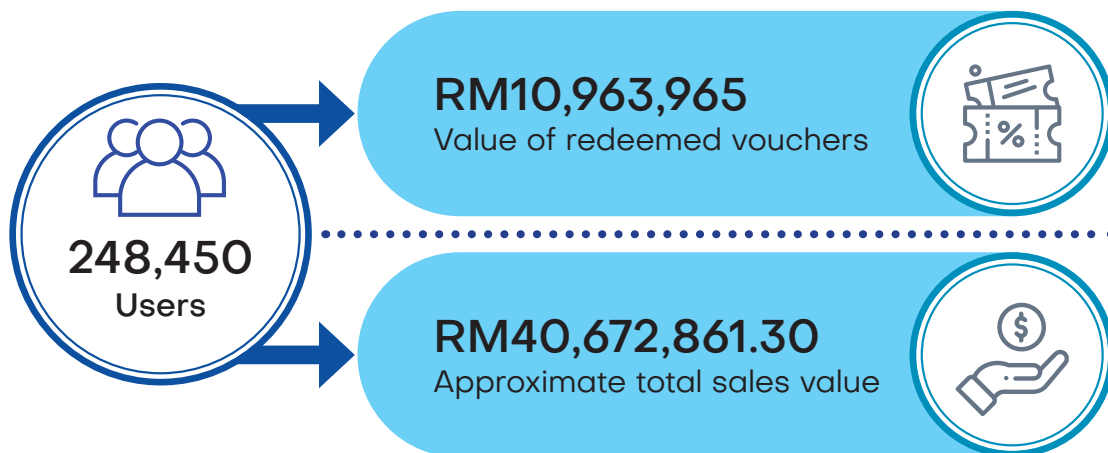 248,450
Users
RM10,963,965
Value of redeemed vouchers
%
RM40,672,861.30
Approximate total sales value
$